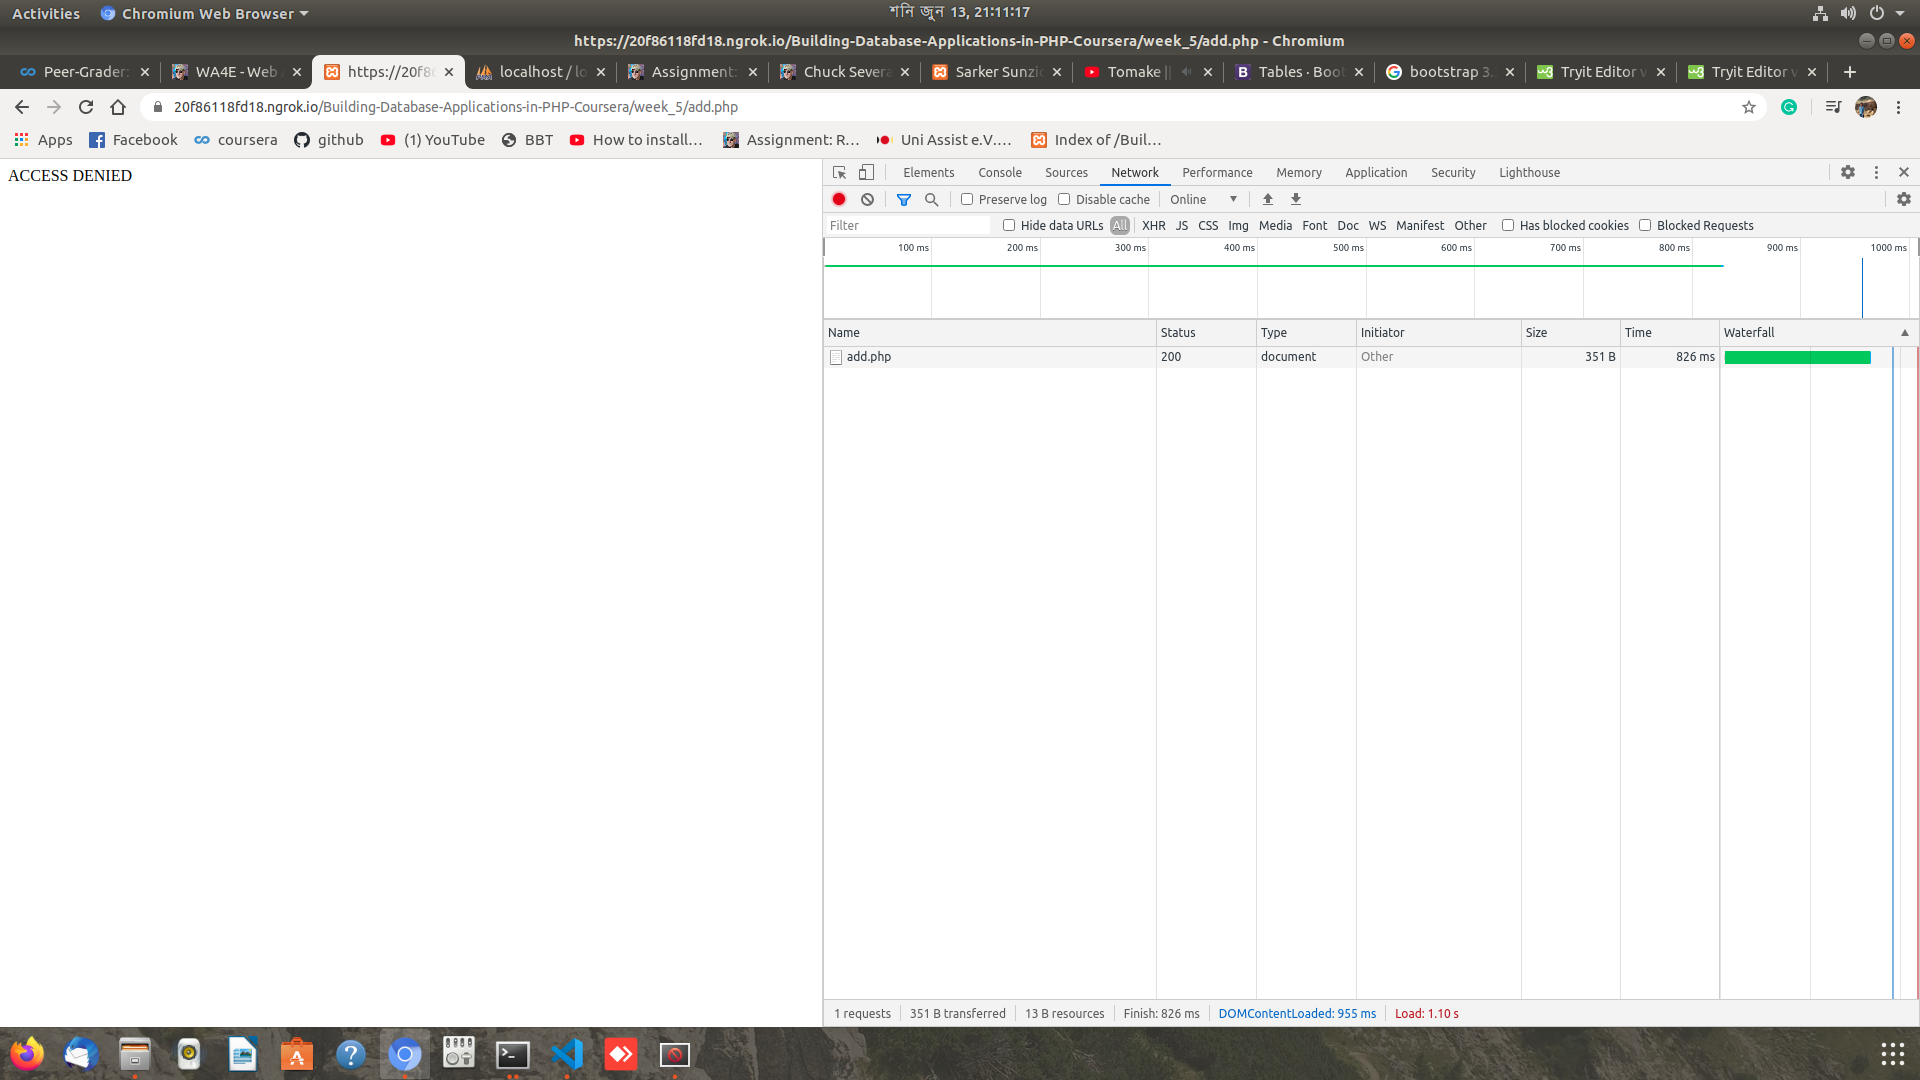 Activities
Chromium Web Browser
শনি জুন 13, 21:11:17
https://20f86118fd18.ngrok.io/Building-Database-Applications-in-PHP-Coursera/week_5/add.php - Chromium
Peer-Grader:
WA4E - Web
https://20f8
localhost / lo
Assignment:
Chuck Severa
Sarker Sunzi
Tomake ||
Tables · Boot
bootstrap 3.
Tryit Editor v
Tryit Editor v
20f86118fd18.ngrok.io/Building-Database-Applications-in-PHP-Coursera/week_5/add.php
Apps
Facebook
coursera
github
(1) YouTube
BBT
How to install…
Assignment: R…
Uni Assist e.V.…
Index of /Buil…
ACCESS DENIED
Elements Console Sources Network Performance Memory Application Security Lighthouse
Preserve log Disable cache Online
Filter Hide data URLs All XHR JS CSS Img Media Font Doc WS Manifest Other Has blocked cookies Blocked Requests
100 ms 200 ms 300 ms 400 ms 500 ms 600 ms 700 ms 800 ms 900 ms 1000 ms
Name Status Type Initiator Size Time Waterfall
add.php 200 document Other 351 B 826 ms
1 requests 351 B transferred 13 B resources Finish: 826 ms DOMContentLoaded: 955 ms Load: 1.10 s